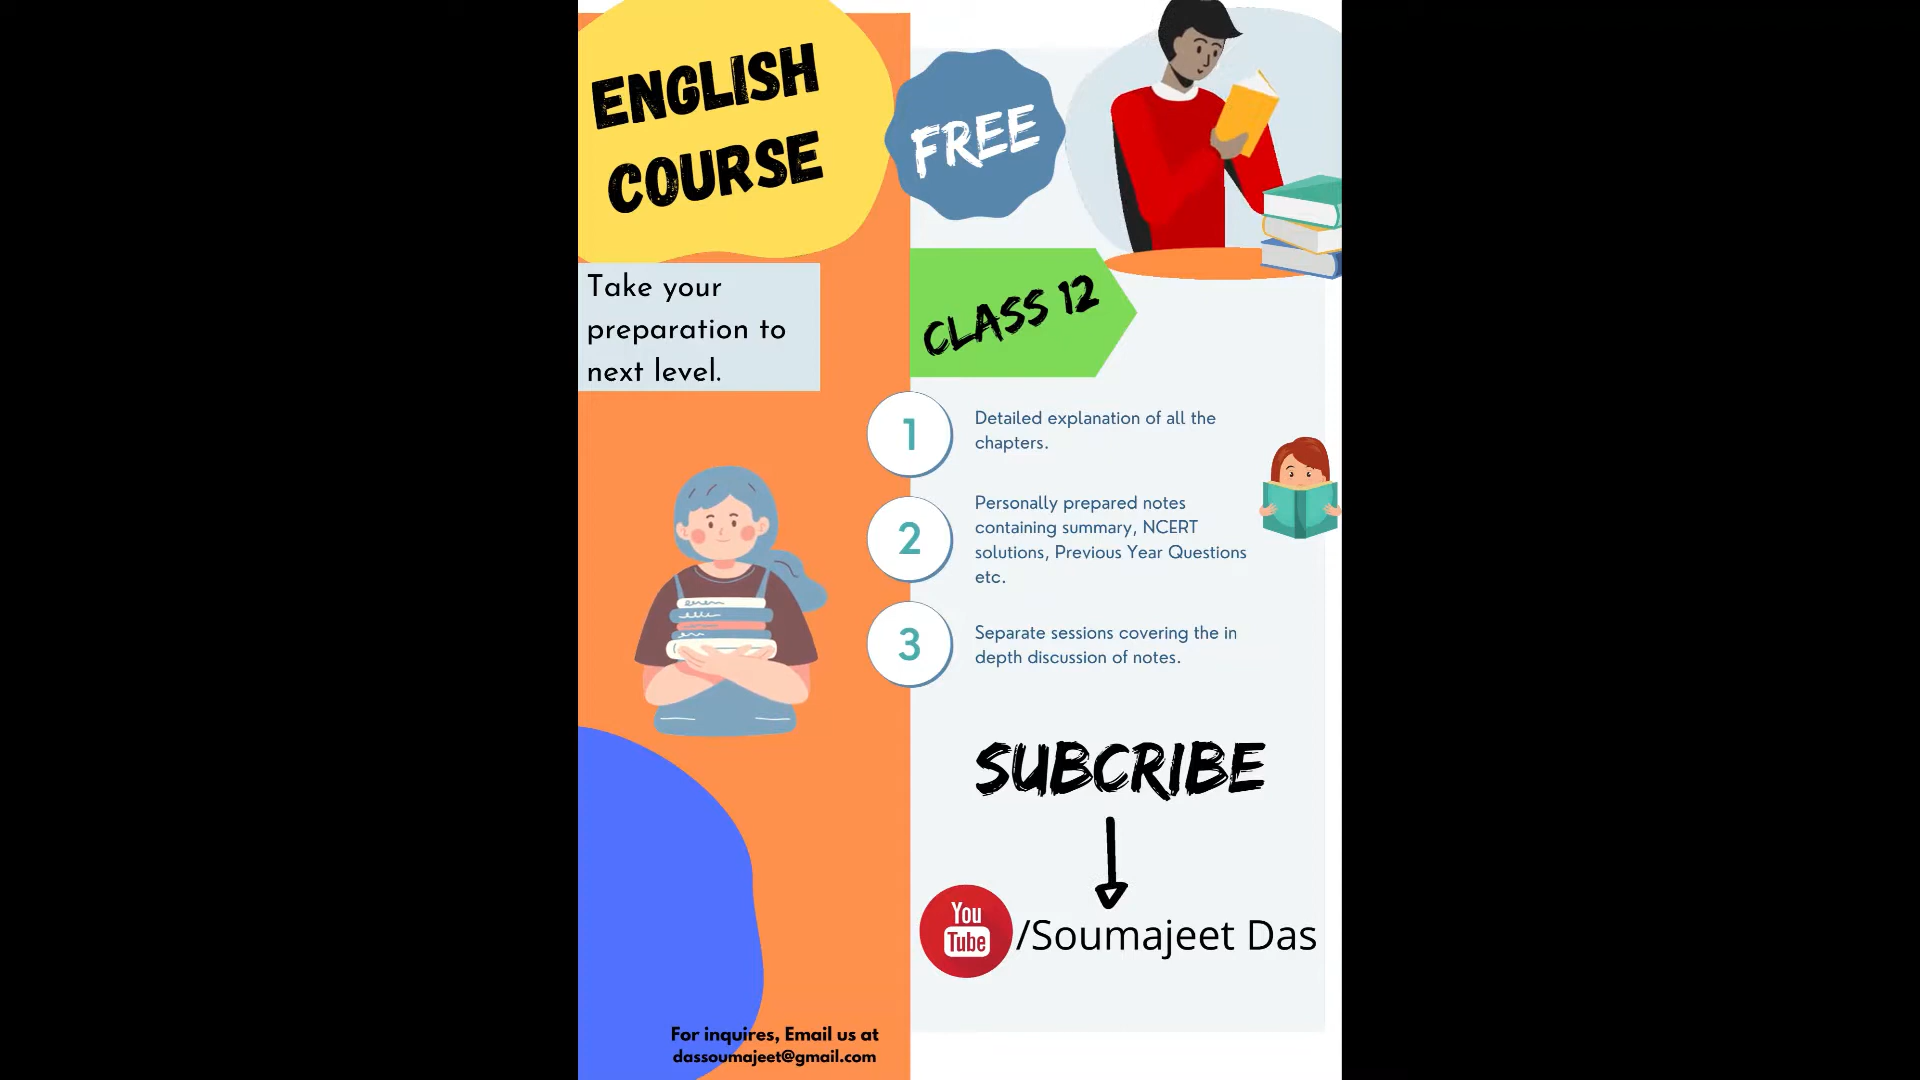 ENGLISH
COURSE
FREE
Take your
preparation to
next level.
CLASS 12
1
Detailed explanation of all the
chapters.
2
Personally prepared notes
containing summary, NCERT
solutions, Previous Year Questions
etc.
3
Separate sessions covering the in
depth discussion of notes.
SUBCRIBE
You
Tube
/Soumajeet Das
For inquires, Email us at
dassoumajeet@gmail.com